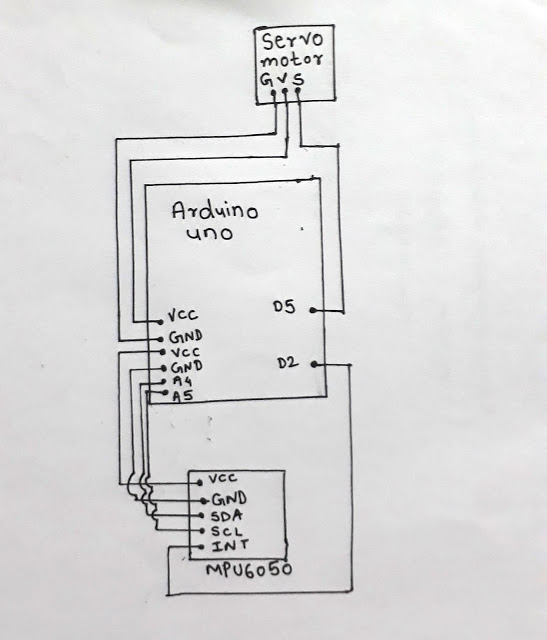 Servo
motor
G V S
Arduino
uno
VCC
GND
VCC
GND
A4
A5
D5
D2
VCC
GND
SDA
SCL
INT
MPU6050